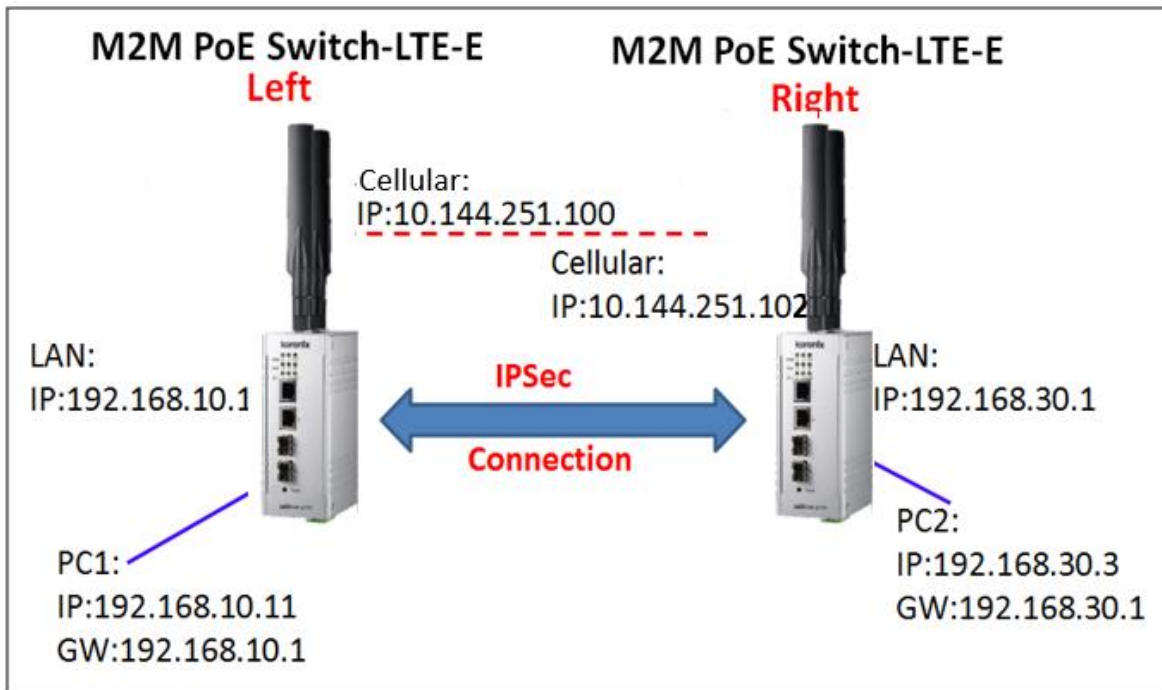 M2M PoE Switch-LTE-E
Left
M2M PoE Switch-LTE-E
Right
Cellular:
IP:10.144.251.100
Cellular:
IP:10.144.251.102
LAN:
IP:192.168.10.1
korenix
IPSec
Connection
korenix
LAN:
IP:192.168.30.1
PC1:
IP:192.168.10.11
GW:192.168.10.1
PC2:
IP:192.168.30.3
GW:192.168.30.1